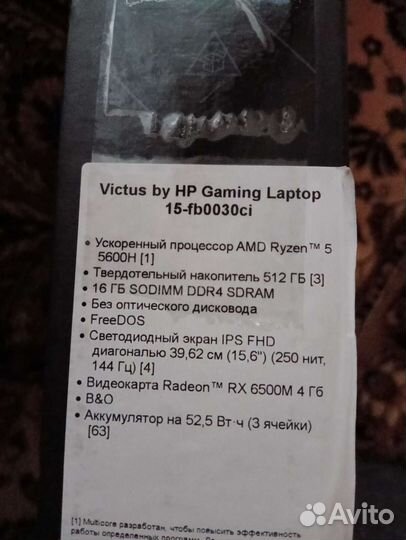 Victus by HP Gaming Laptop
15-fb0030ci
• Ускоренный процессор AMD Ryzen™ 5
5600H [1]
• Твердотельный накопитель 512 ГБ [3]
• 16 ГБ SODIMM DDR4 SDRAM
• Без оптического дисковода
• FreeDOS
• Светодиодный экран IPS FHD
диагональю 39,62 см (15,6") (250 нит,
144 Гц) [4]
• Видеокарта Radeon™ RX 6500M 4 Гб
• B&O
• Аккумулятор на 52,5 Вт·ч (3 ячейки)
[63]
[1] Multicore разработан, чтобы повысить эффективность
работы определенных программ.
Avito